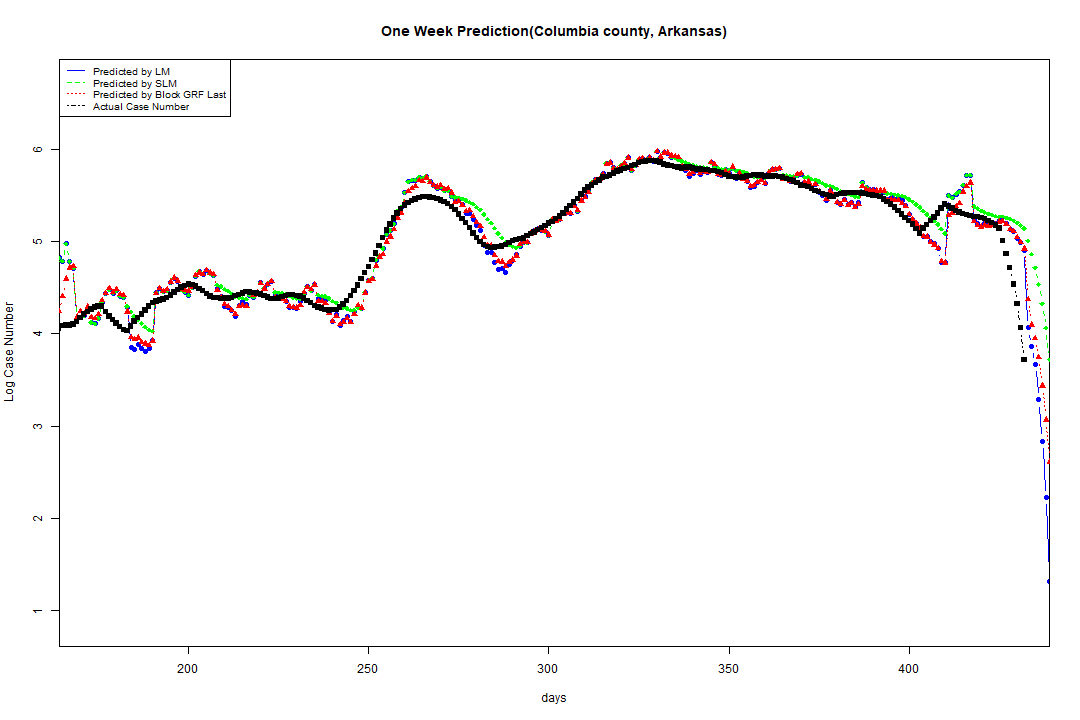 One Week Prediction(Columbia county, Arkansas)
Predicted by LM
Predicted by SLM
Predicted by Block GRF Last
Actual Case Number
6
5
4
3
2
1
Log Case Number
200 250 300 350 400
days